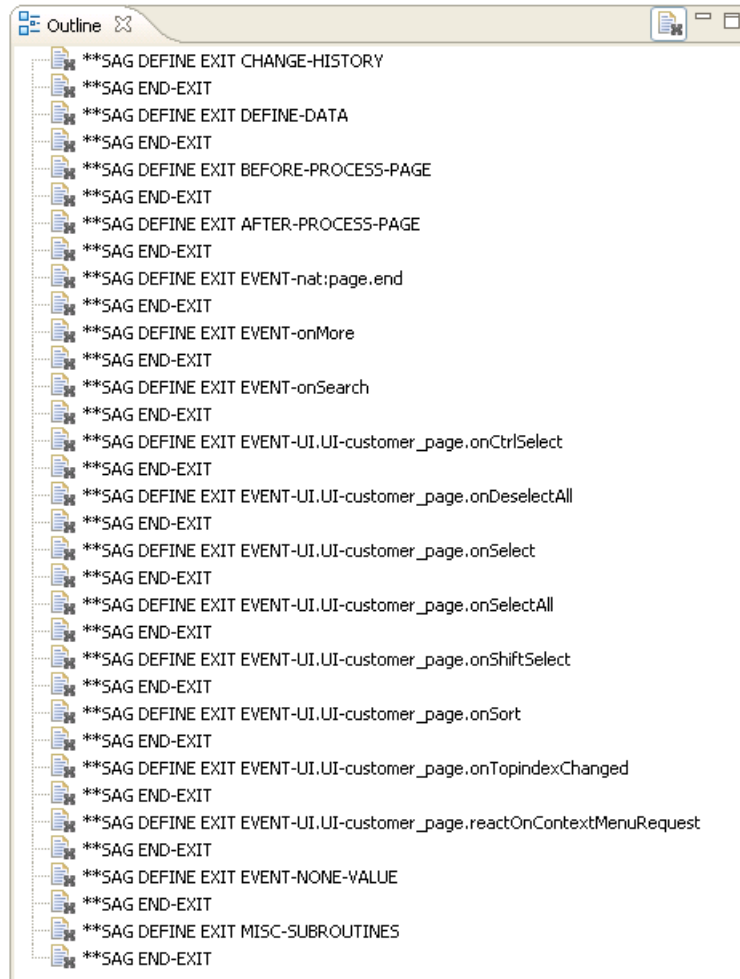 Outline
**SAG DEFINE EXIT CHANGE-HISTORY
**SAG END-EXIT
**SAG DEFINE EXIT DEFINE-DATA
**SAG END-EXIT
**SAG DEFINE EXIT BEFORE-PROCESS-PAGE
**SAG END-EXIT
**SAG DEFINE EXIT AFTER-PROCESS-PAGE
**SAG END-EXIT
**SAG DEFINE EXIT EVENT-nat:page.end
**SAG END-EXIT
**SAG DEFINE EXIT EVENT-onMore
**SAG END-EXIT
**SAG DEFINE EXIT EVENT-onSearch
**SAG END-EXIT
**SAG DEFINE EXIT EVENT-UI.UI-customer_page.onCtrlSelect
**SAG END-EXIT
**SAG DEFINE EXIT EVENT-UI.UI-customer_page.onDeselectAll
**SAG END-EXIT
**SAG DEFINE EXIT EVENT-UI.UI-customer_page.onSelect
**SAG END-EXIT
**SAG DEFINE EXIT EVENT-UI.UI-customer_page.onSelectAll
**SAG END-EXIT
**SAG DEFINE EXIT EVENT-UI.UI-customer_page.onShiftSelect
**SAG END-EXIT
**SAG DEFINE EXIT EVENT-UI.UI-customer_page.onSort
**SAG END-EXIT
**SAG DEFINE EXIT EVENT-UI.UI-customer_page.onTopindexChanged
**SAG END-EXIT
**SAG DEFINE EXIT EVENT-UI.UI-customer_page.reactOnContextMenuRequest
**SAG END-EXIT
**SAG DEFINE EXIT EVENT-NONE-VALUE
**SAG END-EXIT
**SAG DEFINE EXIT MISC-SUBROUTINES
**SAG END-EXIT